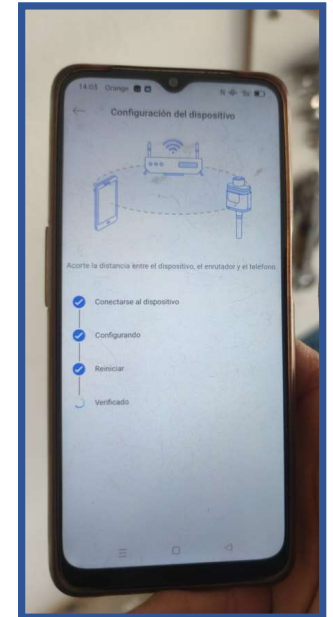 14:03 Orange
Configuración del dispositivo
Acorte la distancia entre el dispositivo, el enrutador y el teléfono.
Conectarse al dispositivo
Configurando
Reiniciar
Verificado